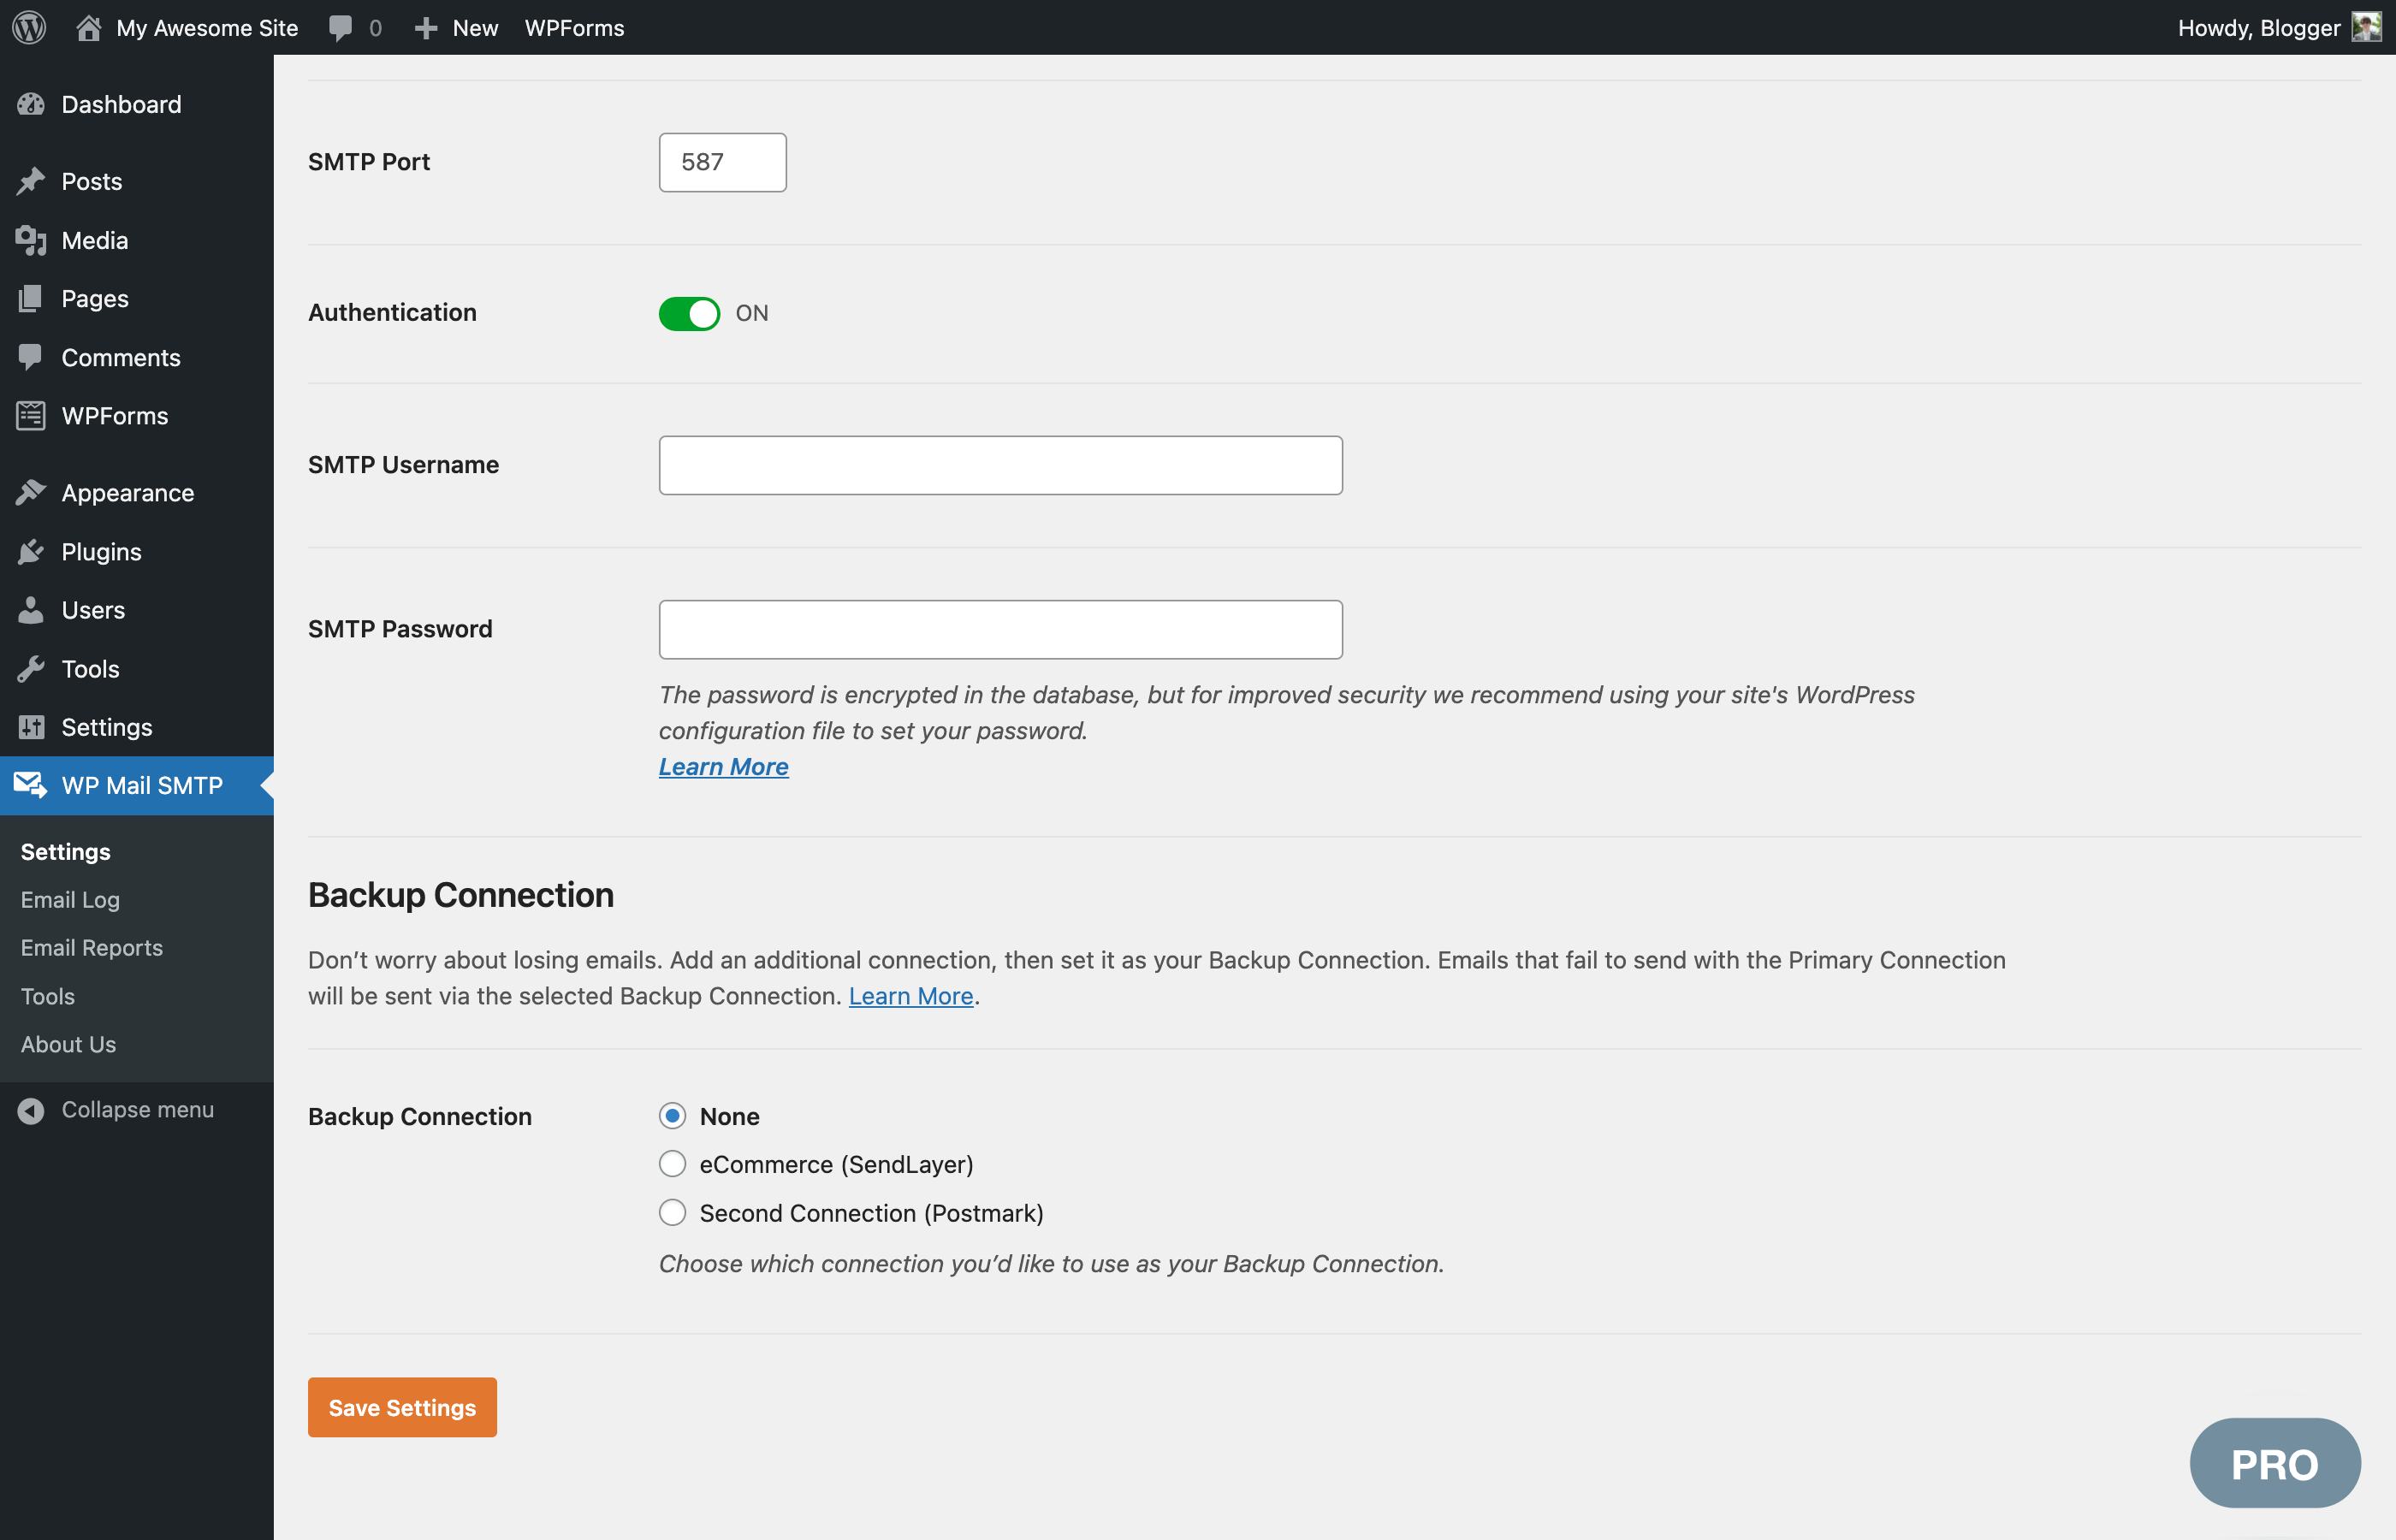 My Awesome Site 0 New WPForms Howdy, Blogger
Dashboard
Posts
Media
Pages
Comments
WPForms
Appearance
Plugins
Users
Tools
Settings
WP Mail SMTP
Settings
Email Log
Email Reports
Tools
About Us
Collapse menu
SMTP Port 587
Authentication ON
SMTP Username
SMTP Password
The password is encrypted in the database, but for improved security we recommend using your site's WordPress
configuration file to set your password.
Learn More
Backup Connection
Don’t worry about losing emails. Add an additional connection, then set it as your Backup Connection. Emails that fail to send with the Primary Connection
will be sent via the selected Backup Connection. Learn More.
Backup Connection None
eCommerce (SendLayer)
Second Connection (Postmark)
Choose which connection you’d like to use as your Backup Connection.
Save Settings
PRO